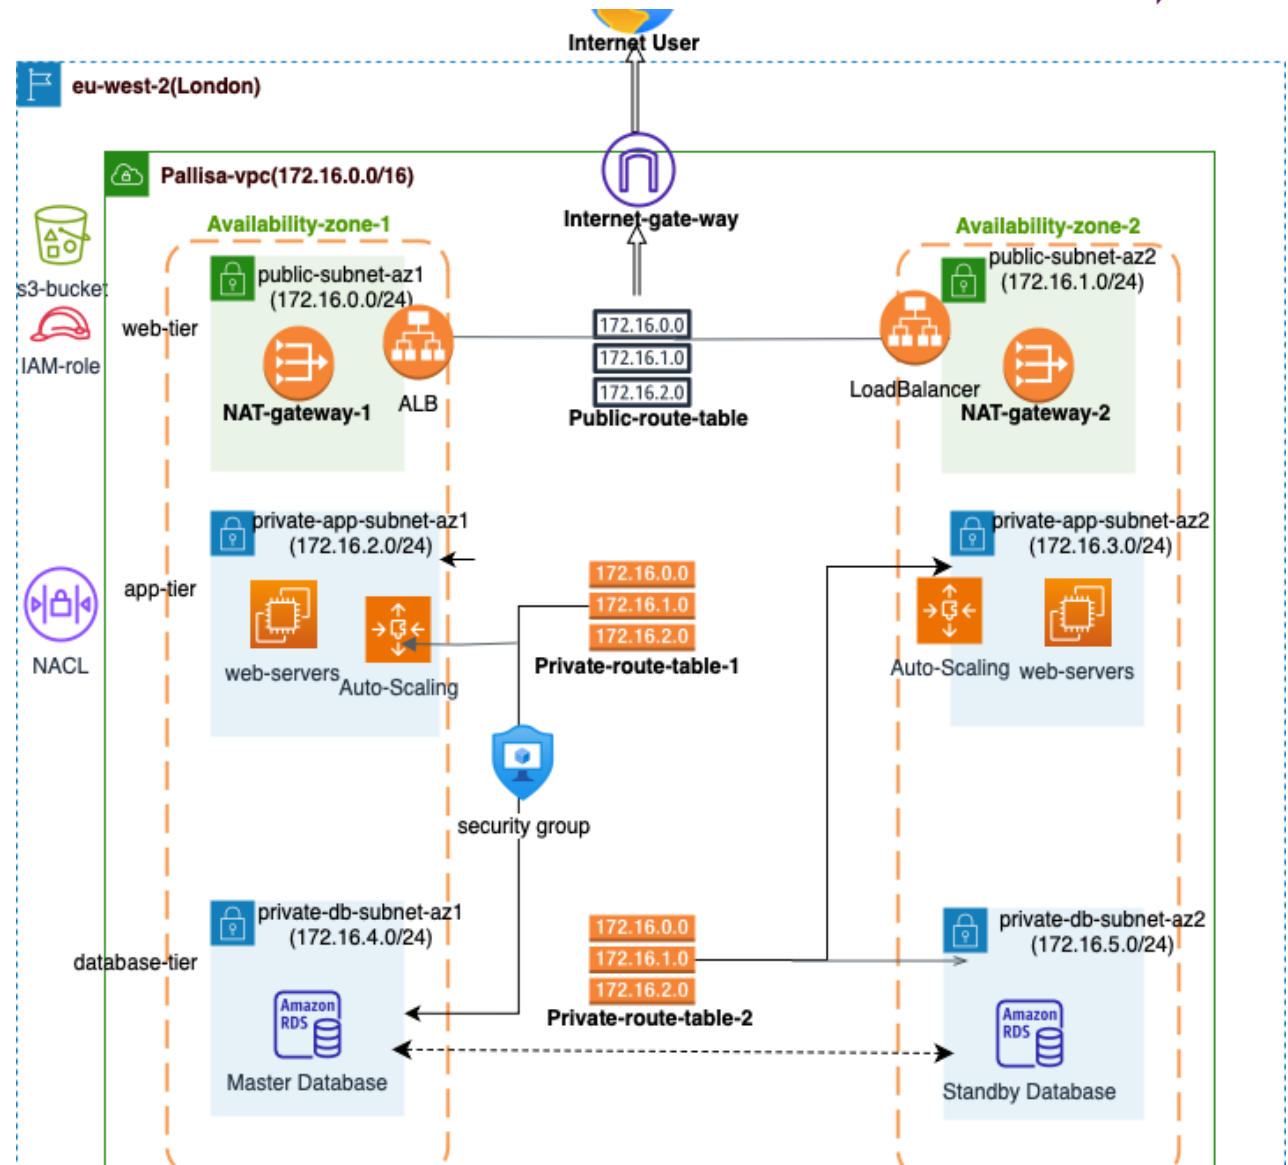 Internet User
eu-west-2(London)
Pallisa-vpc(172.16.0.0/16)
Internet-gate-way
Availability-zone-1
Availability-zone-2
s3-bucket
IAM-role
web-tier
public-subnet-az1
(172.16.0.0/24)
NAT-gateway-1
ALB
172.16.0.0
172.16.1.0
172.16.2.0
Public-route-table
public-subnet-az2
(172.16.1.0/24)
LoadBalancer
NAT-gateway-2
NACL
app-tier
private-app-subnet-az1
(172.16.2.0/24)
web-servers
Auto-Scaling
172.16.0.0
172.16.1.0
172.16.2.0
Private-route-table-1
private-app-subnet-az2
(172.16.3.0/24)
Auto-Scaling
web-servers
security group
database-tier
private-db-subnet-az1
(172.16.4.0/24)
Amazon
RDS
Master Database
172.16.0.0
172.16.1.0
172.16.2.0
Private-route-table-2
private-db-subnet-az2
(172.16.5.0/24)
Amazon
RDS
Standby Database